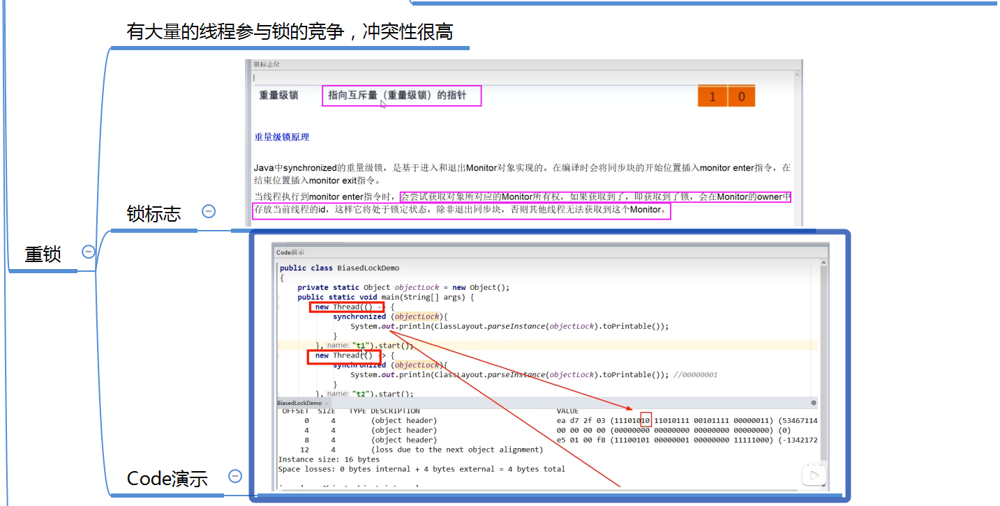 有大量的线程参与锁的竞争，冲突性很高
锁标志位
重量级锁 指向互斥量（重量级锁）的指针 1 0
重量级锁原理
Java中synchronized的重量级锁，是基于进入和退出Monitor对象实现的。在编译时会将同步块的开始位置插入monitor enter指令，在
结束位置插入monitor exit指令。
当线程执行到monitor enter指令时，会尝试获取对象所对应的Monitor所有权，如果获取到了，即获取到了锁，会在Monitor的owner中
存放当前线程的id，这样它将处于锁定状态，除非退出同步块，否则其他线程无法获取到这个Monitor。
锁标志
重锁
Code演示
public class BiasedLockDemo
{
private static Object objectLock = new Object();
public static void main(String[] args) {
new Thread(() -> {
synchronized (objectLock){
System.out.println(ClassLayout.parseInstance(objectLock).toPrintable());
}
}, name: "t1").start();
new Thread(() -> {
synchronized (objectLock){
System.out.println(ClassLayout.parseInstance(objectLock).toPrintable()); //00000001
}
}, name: "t2").start();
BiasedLockDemo ×
OFFSET SIZE TYPE DESCRIPTION VALUE
0 4 (object header) ea d7 2f 03 (11101010 11010111 00101111 00000011) (53467114
4 4 (object header) 00 00 00 00 (00000000 00000000 00000000 00000000) (0)
8 4 (object header) e5 01 00 f8 (11100101 00000001 00000000 11111000) (-1342172
12 4 (loss due to the next object alignment)
Instance size: 16 bytes
Space losses: 0 bytes internal + 4 bytes external = 4 bytes total
Code演示